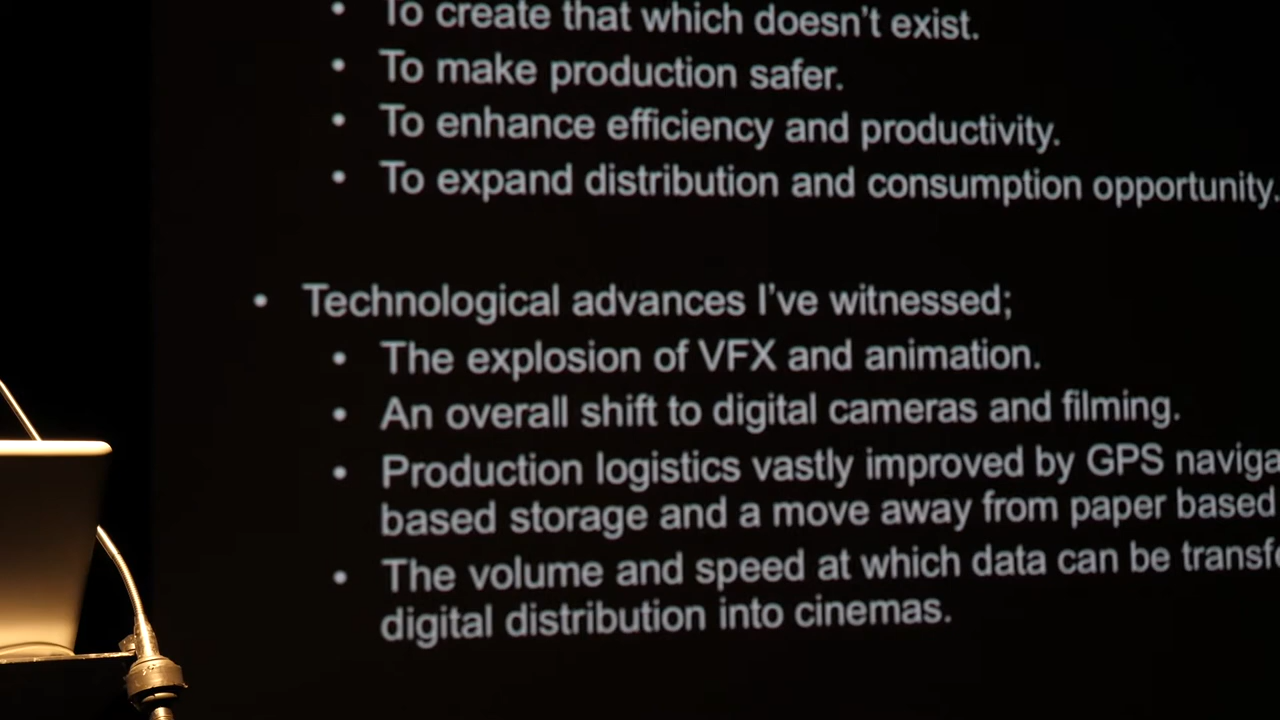 • To create that which doesn't exist.
• To make production safer.
• To enhance efficiency and productivity.
• To expand distribution and consumption opportunity.
• Technological advances I've witnessed;
• The explosion of VFX and animation.
• An overall shift to digital cameras and filming.
• Production logistics vastly improved by GPS
based storage and a move away from paper based
• The volume and speed at which data can be
digital distribution into cinemas.